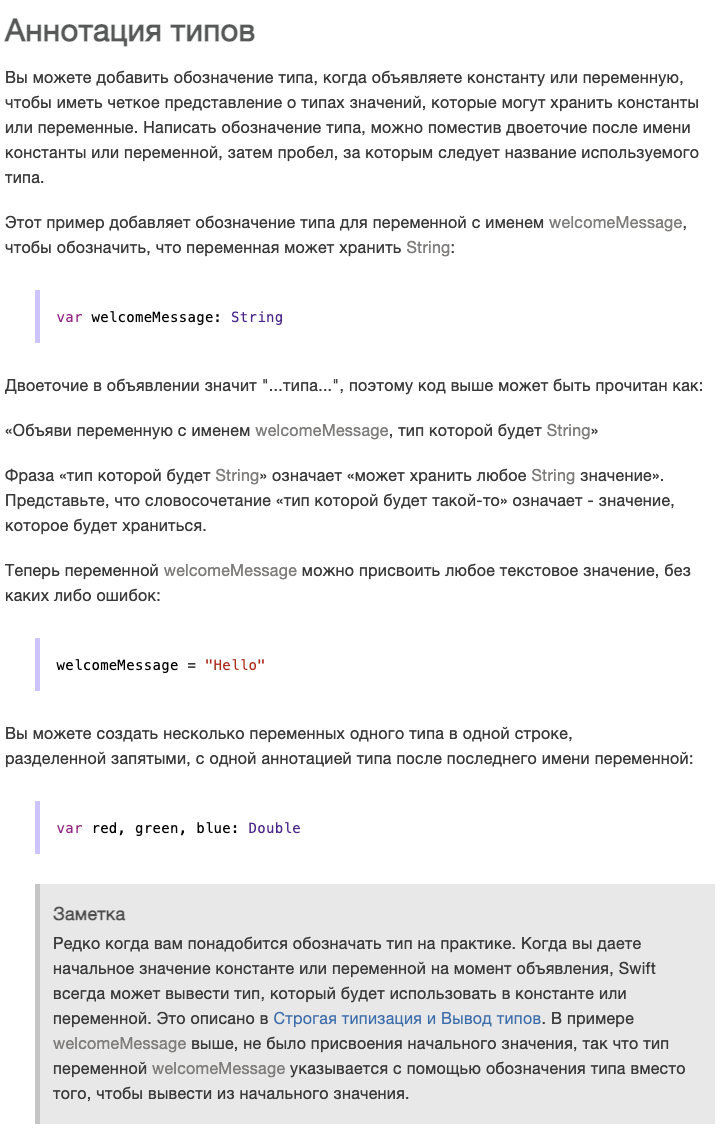 Аннотация типов
Вы можете добавить обозначение типа, когда объявляете константу или переменную,
чтобы иметь четкое представление о типах значений, которые могут хранить константы
или переменные. Написать обозначение типа, можно поместив двоеточие после имени
константы или переменной, затем пробел, за которым следует название используемого
типа.
Этот пример добавляет обозначение типа для переменной с именем welcomeMessage,
чтобы обозначить, что переменная может хранить String:
var welcomeMessage: String
Двоеточие в объявлении значит "...типа...", поэтому код выше может быть прочитан как:
«Объяви переменную с именем welcomeMessage, тип которой будет String»
Фраза «тип которой будет String» означает «может хранить любое String значение».
Представьте, что словосочетание «тип которой будет такой-то» означает - значение,
которое будет храниться.
Теперь переменной welcomeMessage можно присвоить любое текстовое значение, без
каких либо ошибок:
welcomeMessage = "Hello"
Вы можете создать несколько переменных одного типа в одной строке,
разделенной запятыми, с одной аннотацией типа после последнего имени переменной:
var red, green, blue: Double
Заметка
Редко когда вам понадобится обозначать тип на практике. Когда вы даете
начальное значение константе или переменной на момент объявления, Swift
всегда может вывести тип, который будет использовать в константе или
переменной. Это описано в Строгая типизация и Вывод типов. В примере
welcomeMessage выше, не было присвоения начального значения, так что тип
переменной welcomeMessage указывается с помощью обозначения типа вместо
того, чтобы вывести из начального значения.